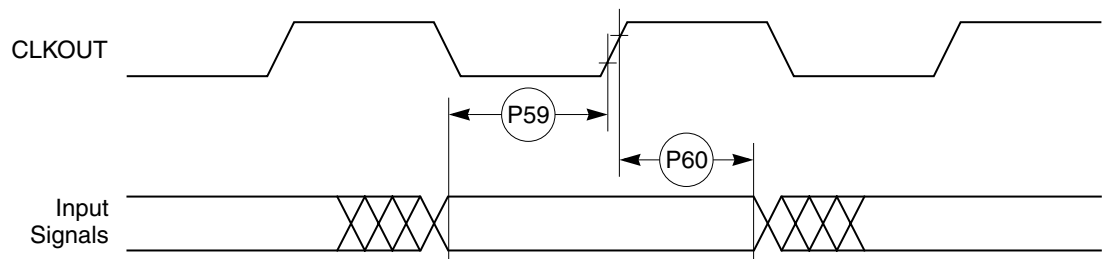 CLKOUT
P59
P60
Input
Signals